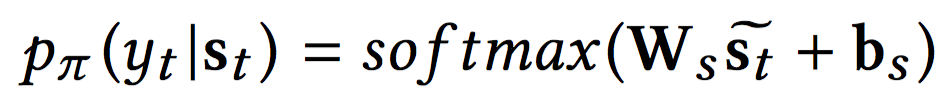 p_π(y_t|s_t) = softmax(W_s s̃_t + b_s)